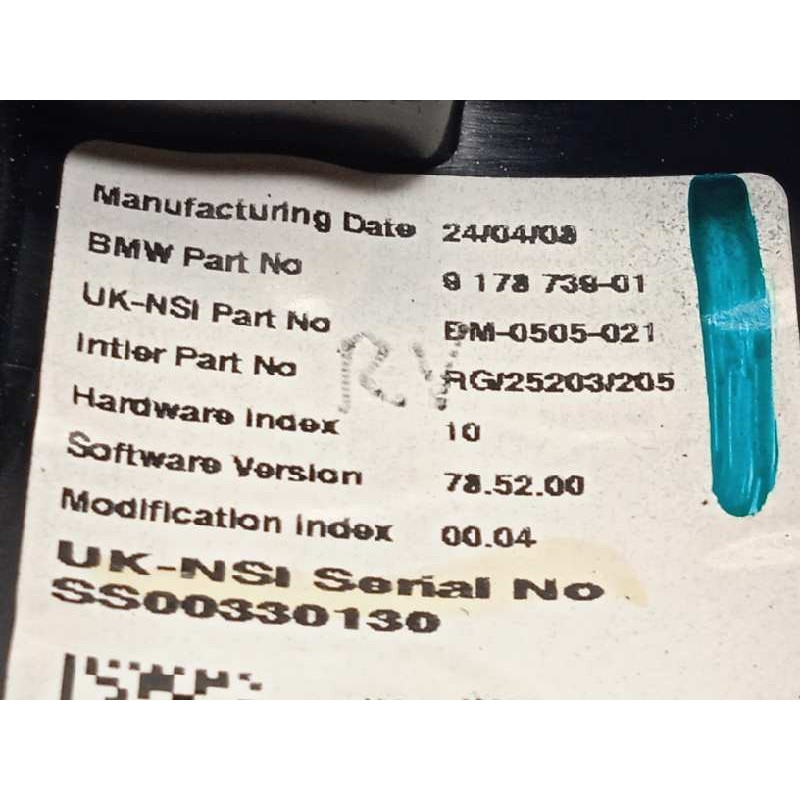 Manufacturing Date 24/04/08
BMW Part No 9 178 739-01
UK-NSI Part No BM-0505-021
Intier Part No RG/25203/205
Hardware Index 10
Software Version 78.52.00
Modification Index 00.04
UK-NSI Serial No
SS00330130
RV